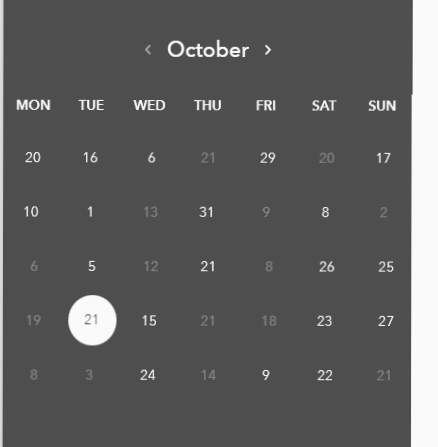 ‹ October ›
MON TUE WED THU FRI SAT SUN
20 16 6 21 29 20 17
10 1 13 31 9 8 2
6 5 12 21 8 26 25
19 21 15 21 18 23 27
8 3 24 14 9 22 21